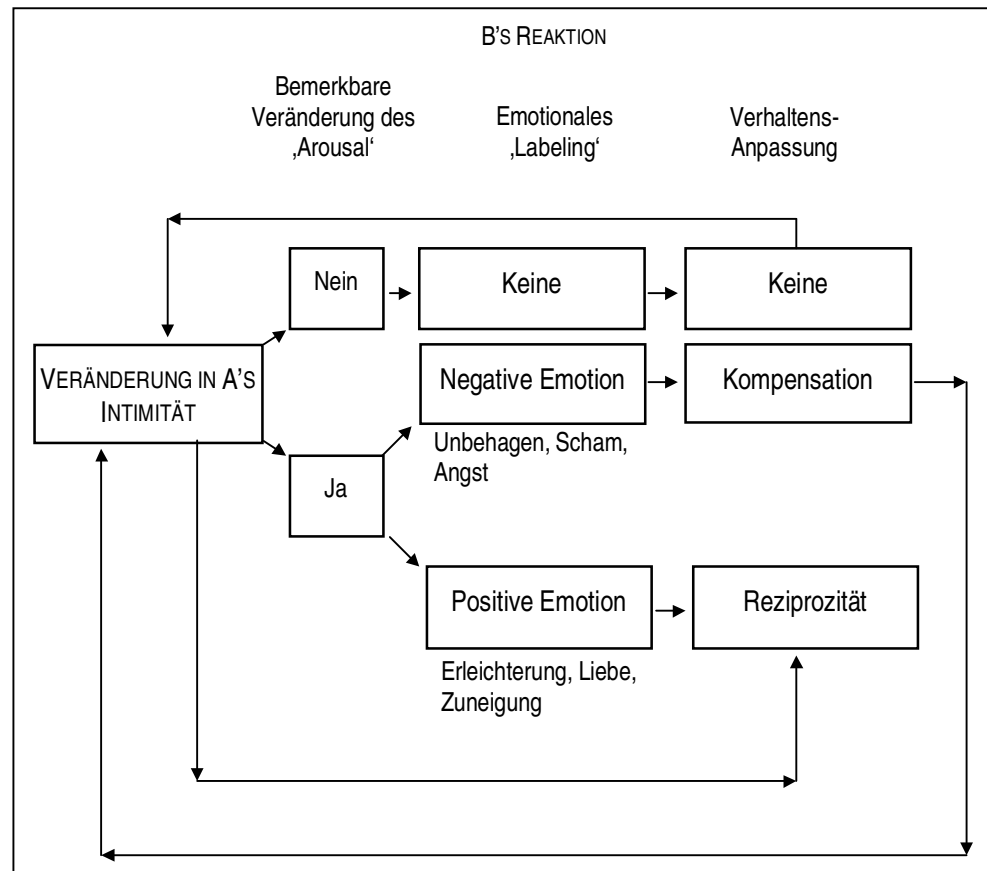 B'S REAKTION
Bemerkbare
Veränderung des
‚Arousal‘
Emotionales
‚Labeling‘
Verhaltens-
Anpassung
Nein
Keine
Keine
VERÄNDERUNG IN A'S
INTIMITÄT
Negative Emotion
Kompensation
Unbehagen, Scham,
Angst
Ja
Positive Emotion
Reziprozität
Erleichterung, Liebe,
Zuneigung